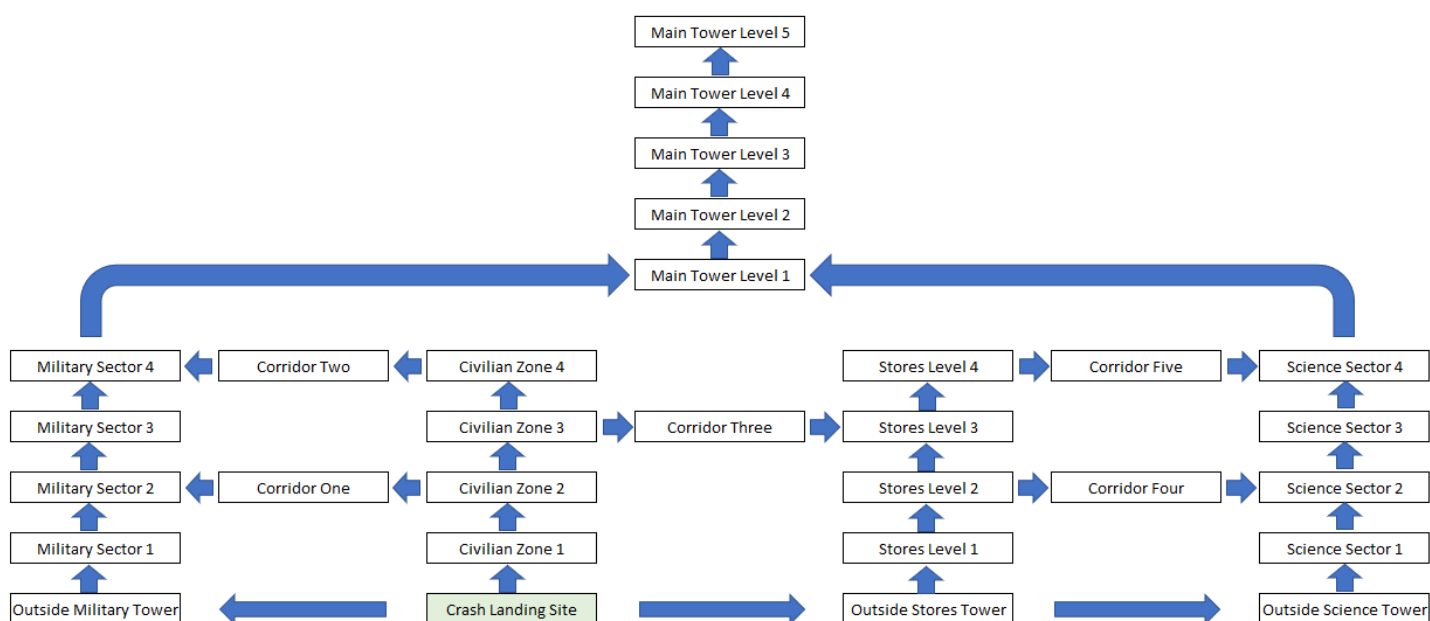 Main Tower Level 5
Main Tower Level 4
Main Tower Level 3
Main Tower Level 2
Main Tower Level 1
Military Sector 4
Corridor Two
Civilian Zone 4
Stores Level 4
Corridor Five
Science Sector 4
Military Sector 3
Civilian Zone 3
Corridor Three
Stores Level 3
Science Sector 3
Military Sector 2
Corridor One
Civilian Zone 2
Stores Level 2
Corridor Four
Science Sector 2
Military Sector 1
Civilian Zone 1
Stores Level 1
Science Sector 1
Outside Military Tower
Crash Landing Site
Outside Stores Tower
Outside Science Tower